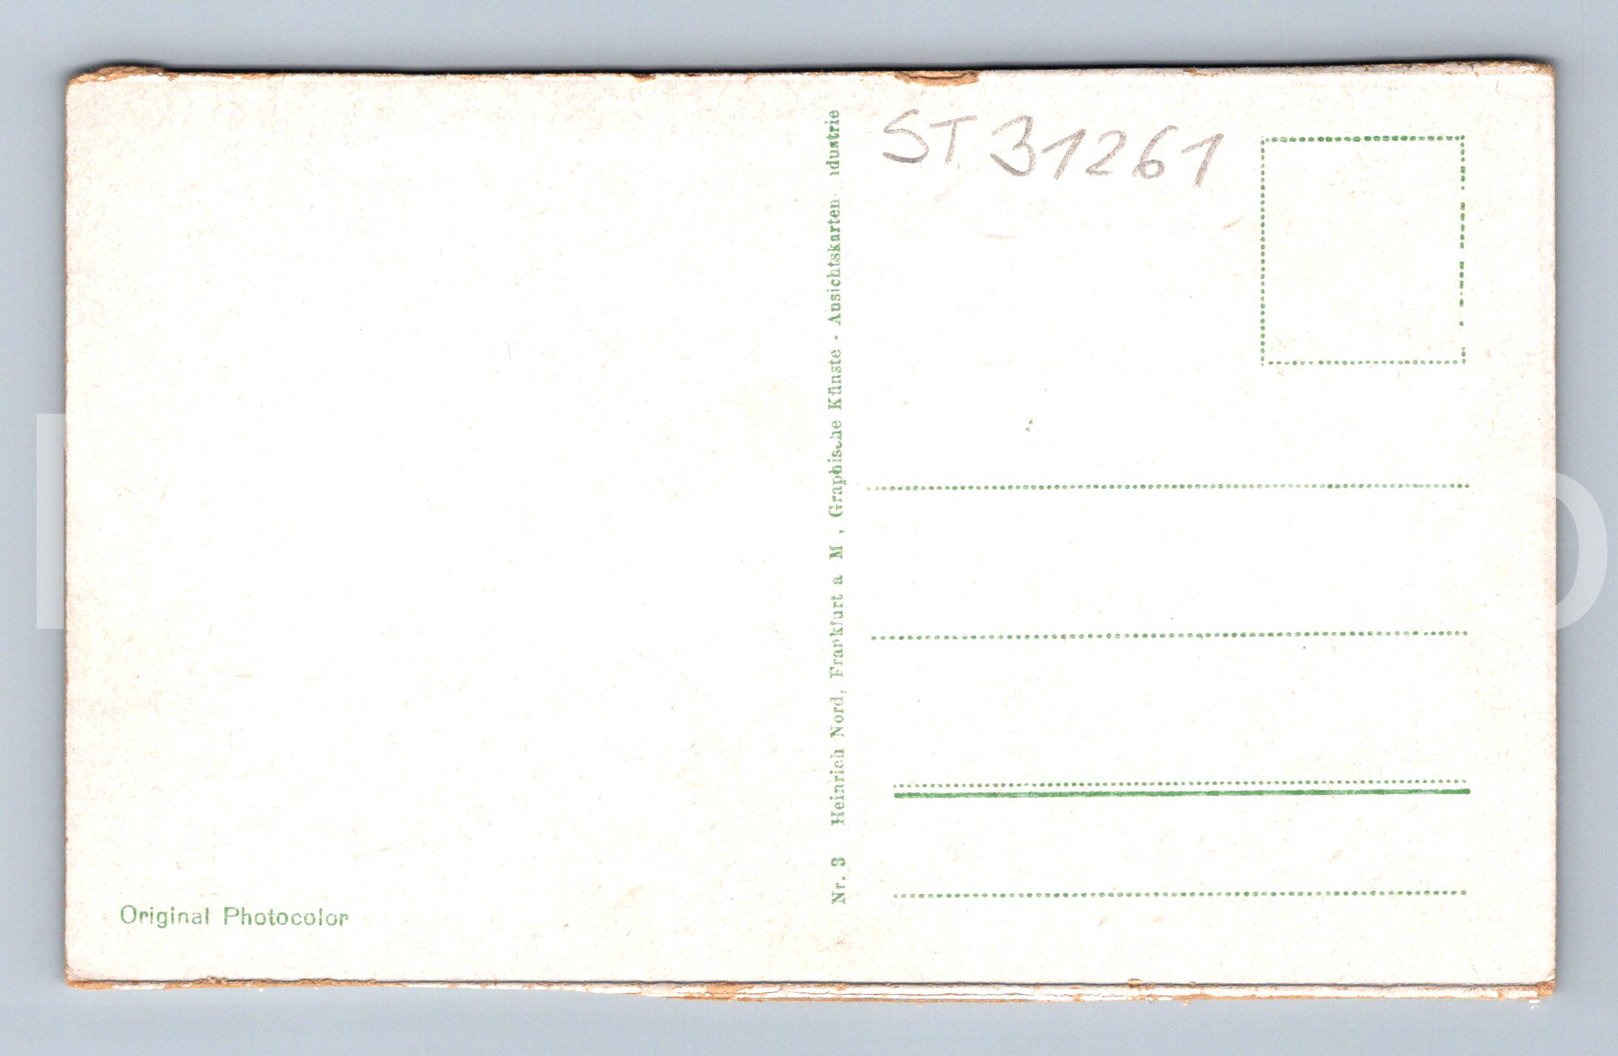 ST 31261
Nr. 3 Heinrich Nord, Frankfurt a M., Graphische Künste - Ansichtskarten-
Original Photocolor